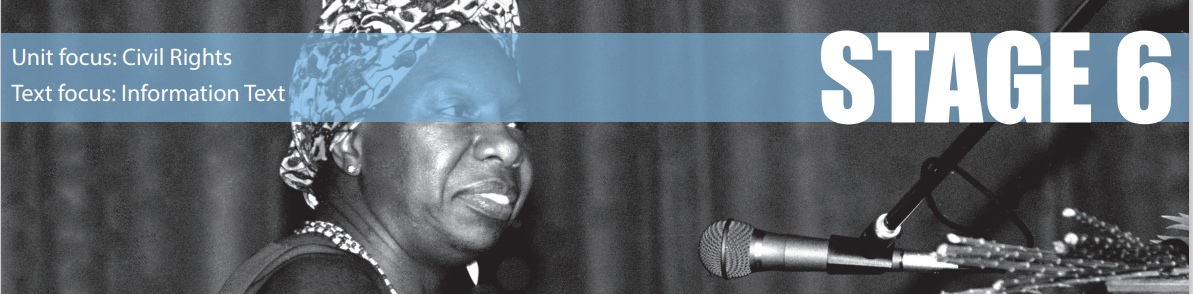 Unit focus: Civil Rights
Text focus: Information Text
STAGE 6